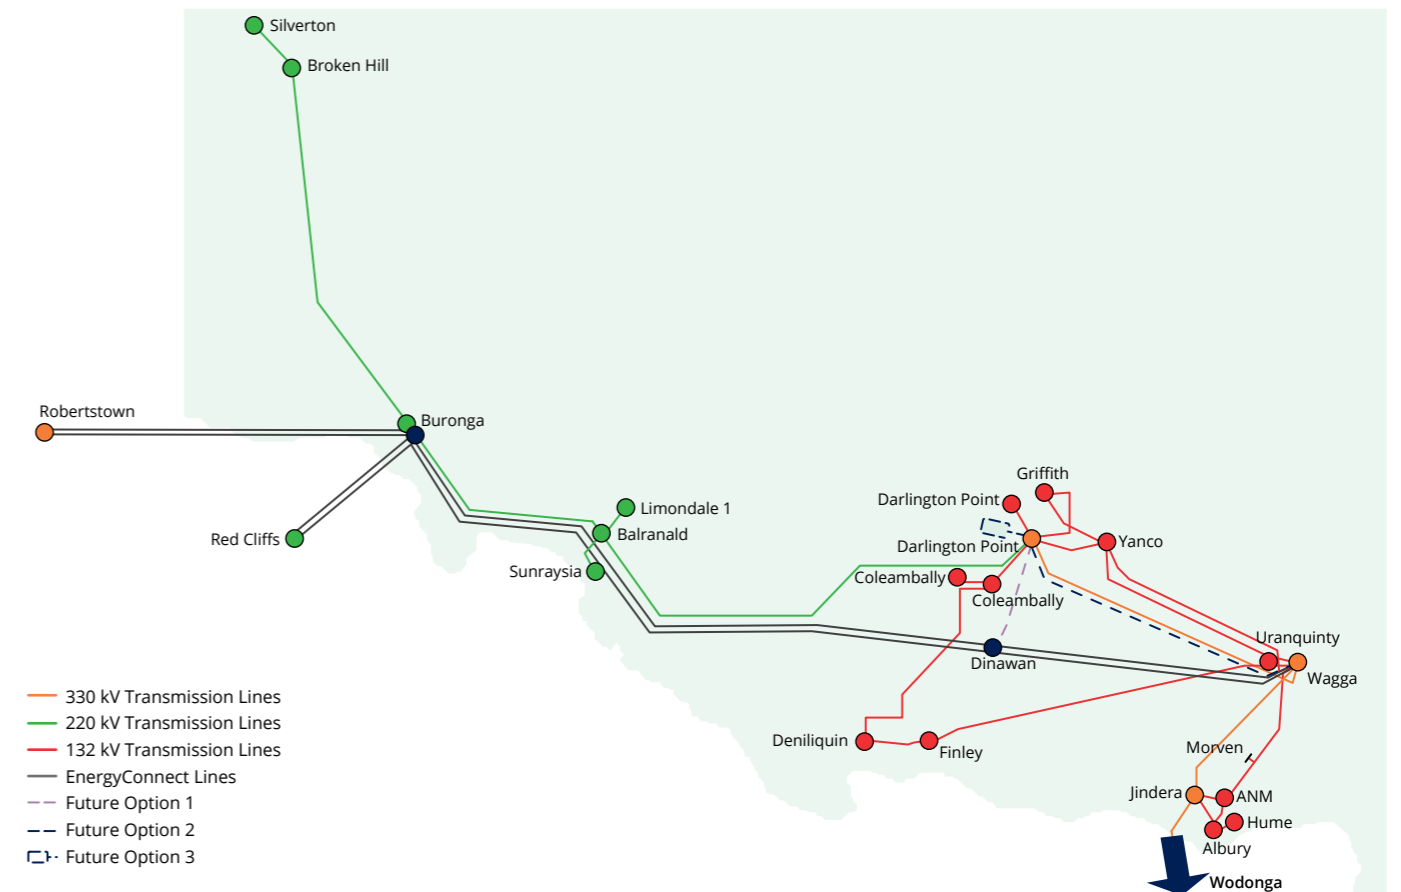 Silverton
Broken Hill
Robertstown
Buronga
Griffith
Darlington Point
Limondale 1
Red Cliffs
Balranald
Darlington Point
Yanco
Sunraysia
Coleambally
Coleambally
Uranquinty
Dinawan
Wagga
Deniliquin
Finley
Morven
Jindera
ANM
Hume
Albury
Wodonga
330 kV Transmission Lines
220 kV Transmission Lines
132 kV Transmission Lines
EnergyConnect Lines
Future Option 1
Future Option 2
Future Option 3